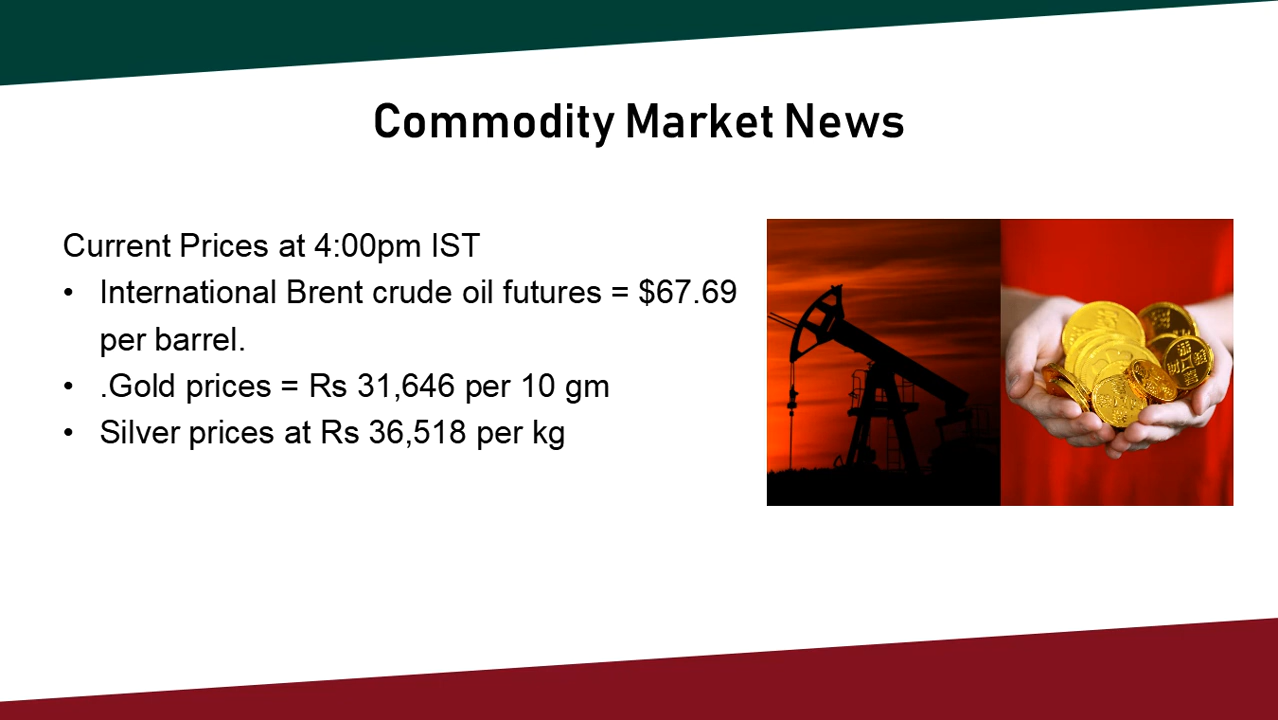 Commodity Market News
Current Prices at 4:00pm IST
• International Brent crude oil futures = $67.69
per barrel.
• .Gold prices = Rs 31,646 per 10 gm
• Silver prices at Rs 36,518 per kg